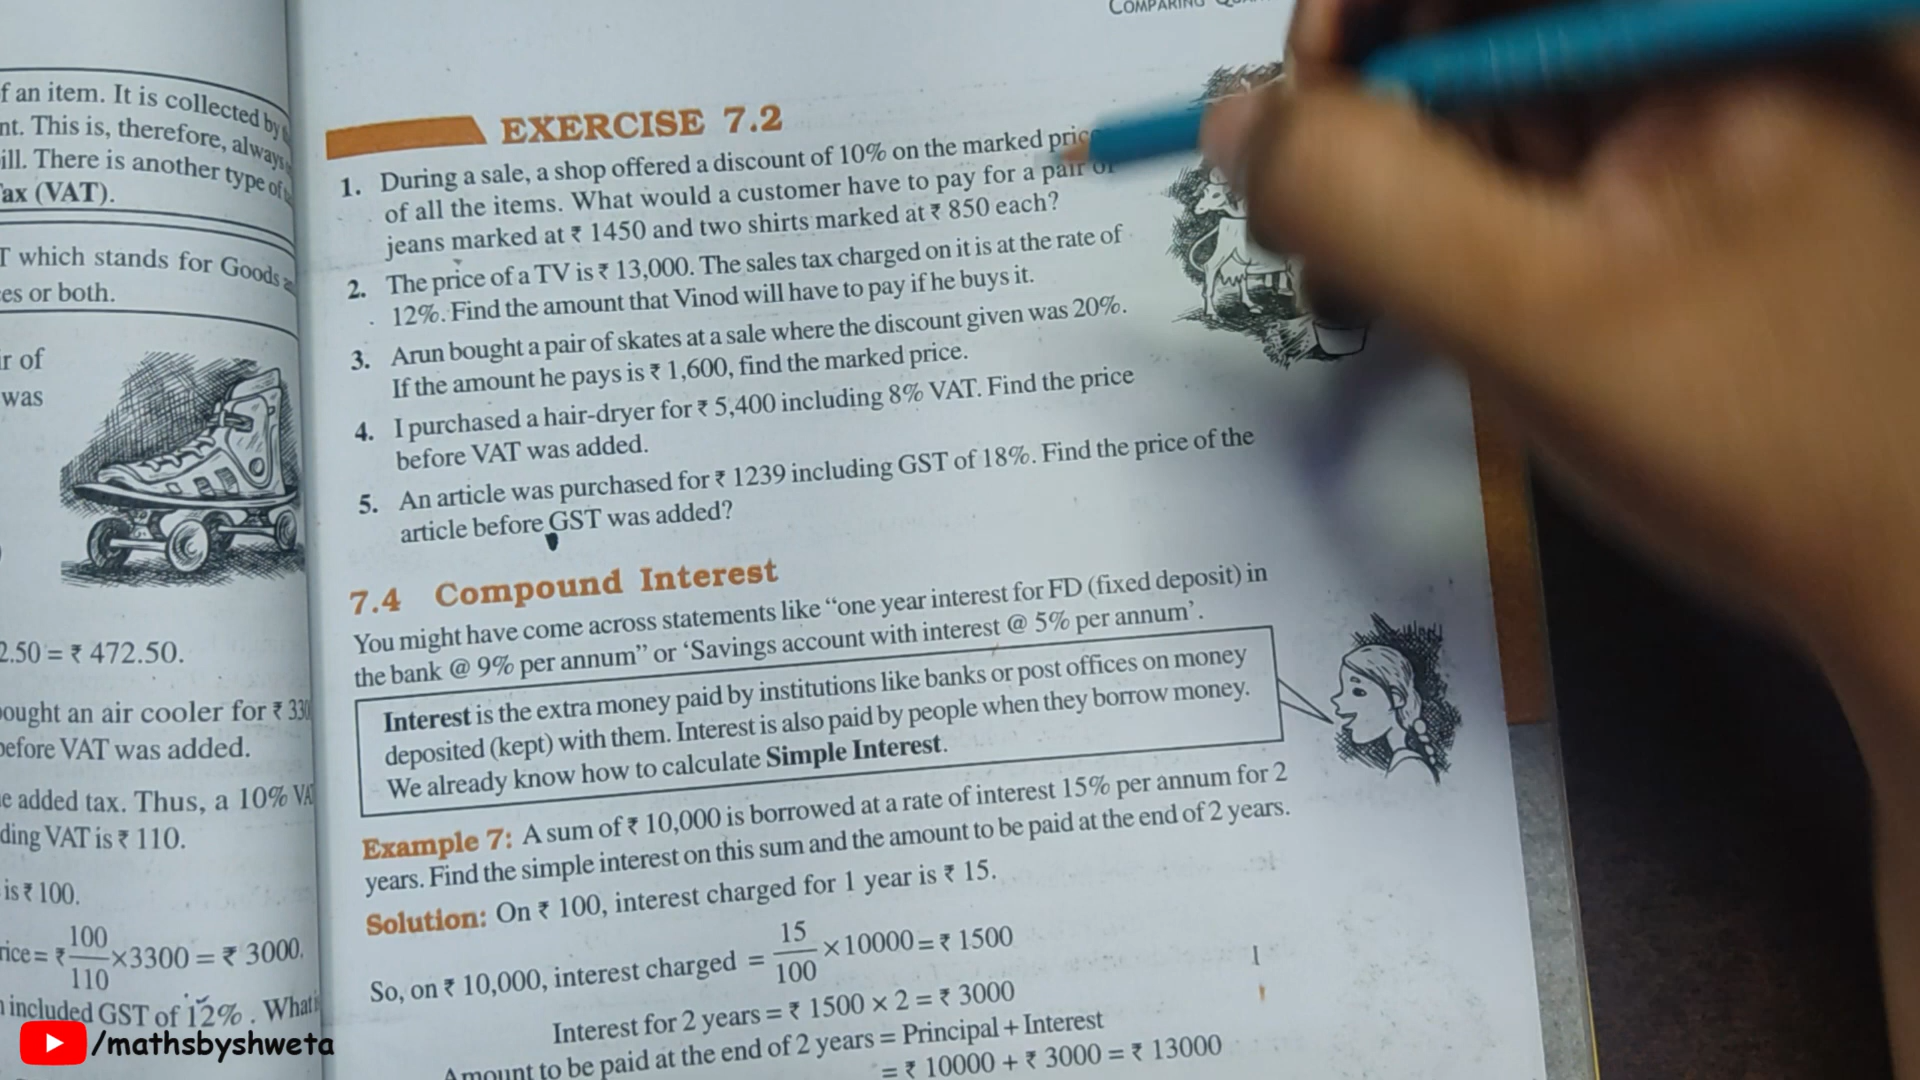 COMPARING
f an item. It is collected by
nt. This is, therefore, always
ill. There is another type of
ax (VAT).
T which stands for Goods
es or both.
r of
was
2.50 = ₹ 472.50.
ought an air cooler for ₹ 330
before VAT was added.
e added tax. Thus, a 10% VA
ding VAT is ₹ 110.
is ₹ 100.
rice = ₹ 100/110 ×3300 = ₹ 3000.
included GST of 12%. What
/mathsbyshweta
EXERCISE 7.2
1. During a sale, a shop offered a discount of 10% on the marked pric
of all the items. What would a customer have to pay for a pair of
jeans marked at ₹ 1450 and two shirts marked at ₹ 850 each?
2. The price of a TV is ₹ 13,000. The sales tax charged on it is at the rate of
12%. Find the amount that Vinod will have to pay if he buys it.
3. Arun bought a pair of skates at a sale where the discount given was 20%.
If the amount he pays is ₹ 1,600, find the marked price.
4. I purchased a hair-dryer for ₹ 5,400 including 8% VAT. Find the price
before VAT was added.
5. An article was purchased for ₹ 1239 including GST of 18%. Find the price of the
article before GST was added?
7.4 Compound Interest
You might have come across statements like “one year interest for FD (fixed deposit) in
the bank @ 9% per annum” or ‘Savings account with interest @ 5% per annum’.
Interest is the extra money paid by institutions like banks or post offices on money
deposited (kept) with them. Interest is also paid by people when they borrow money.
We already know how to calculate Simple Interest.
Example 7: A sum of ₹ 10,000 is borrowed at a rate of interest 15% per annum for 2
years. Find the simple interest on this sum and the amount to be paid at the end of 2 years.
Solution: On ₹ 100, interest charged for 1 year is ₹ 15.
So, on ₹ 10,000, interest charged = 15/100 ×10000 = ₹ 1500
Interest for 2 years = ₹ 1500 × 2 = ₹ 3000
Amount to be paid at the end of 2 years = Principal + Interest
= ₹ 10000 + ₹ 3000 = ₹ 13000